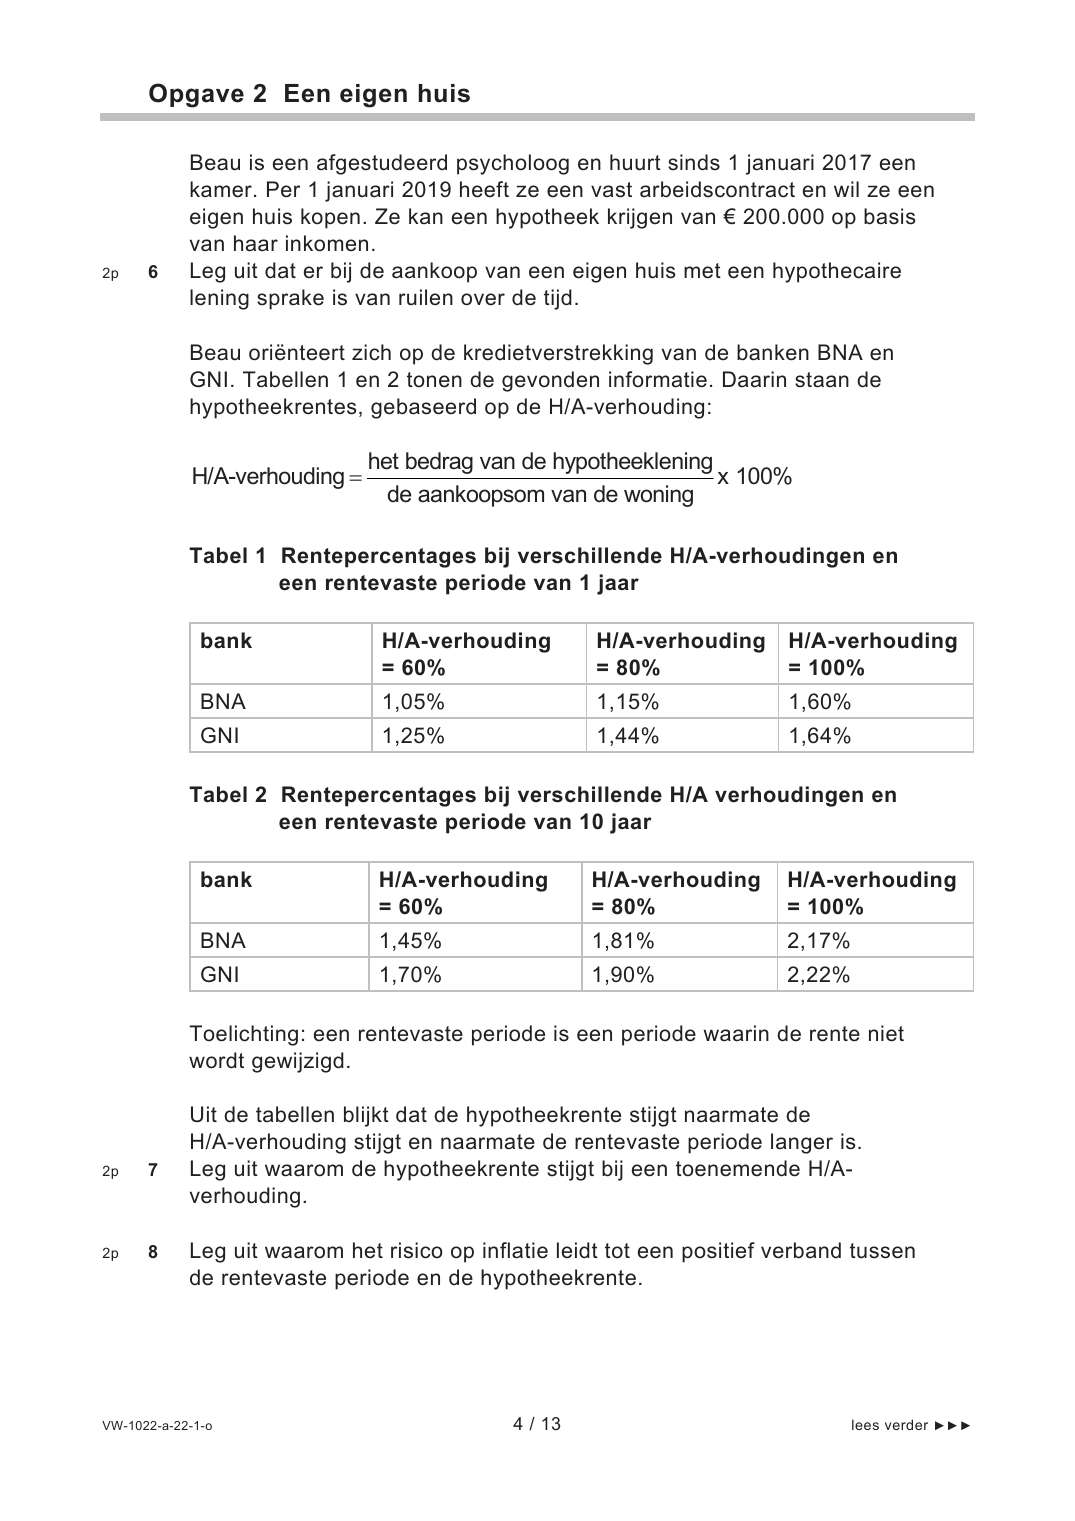 Opgave 2 Een eigen huis
Beau is een afgestudeerd psycholoog en huurt sinds 1 januari 2017 een
kamer. Per 1 januari 2019 heeft ze een vast arbeidscontract en wil ze een
eigen huis kopen. Ze kan een hypotheek krijgen van € 200.000 op basis
van haar inkomen.
2p 6 Leg uit dat er bij de aankoop van een eigen huis met een hypothecaire
lening sprake is van ruilen over de tijd.
Beau oriënteert zich op de kredietverstrekking van de banken BNA en
GNI. Tabellen 1 en 2 tonen de gevonden informatie. Daarin staan de
hypotheekrentes, gebaseerd op de H/A-verhouding:
het bedrag van de hypotheeklening
H/A-verhouding = x 100%
de aankoopsom van de woning
Tabel 1 Rentepercentages bij verschillende H/A-verhoudingen en
een rentevaste periode van 1 jaar
bank H/A-verhouding H/A-verhouding H/A-verhouding
= 60% = 80% = 100%
BNA 1,05% 1,15% 1,60%
GNI 1,25% 1,44% 1,64%
Tabel 2 Rentepercentages bij verschillende H/A verhoudingen en
een rentevaste periode van 10 jaar
bank H/A-verhouding H/A-verhouding H/A-verhouding
= 60% = 80% = 100%
BNA 1,45% 1,81% 2,17%
GNI 1,70% 1,90% 2,22%
Toelichting: een rentevaste periode is een periode waarin de rente niet
wordt gewijzigd.
Uit de tabellen blijkt dat de hypotheekrente stijgt naarmate de
H/A-verhouding stijgt en naarmate de rentevaste periode langer is.
2p 7 Leg uit waarom de hypotheekrente stijgt bij een toenemende H/A-
verhouding.
2p 8 Leg uit waarom het risico op inflatie leidt tot een positief verband tussen
de rentevaste periode en de hypotheekrente.
VW-1022-a-22-1-o 4 / 13 lees verder ►►►